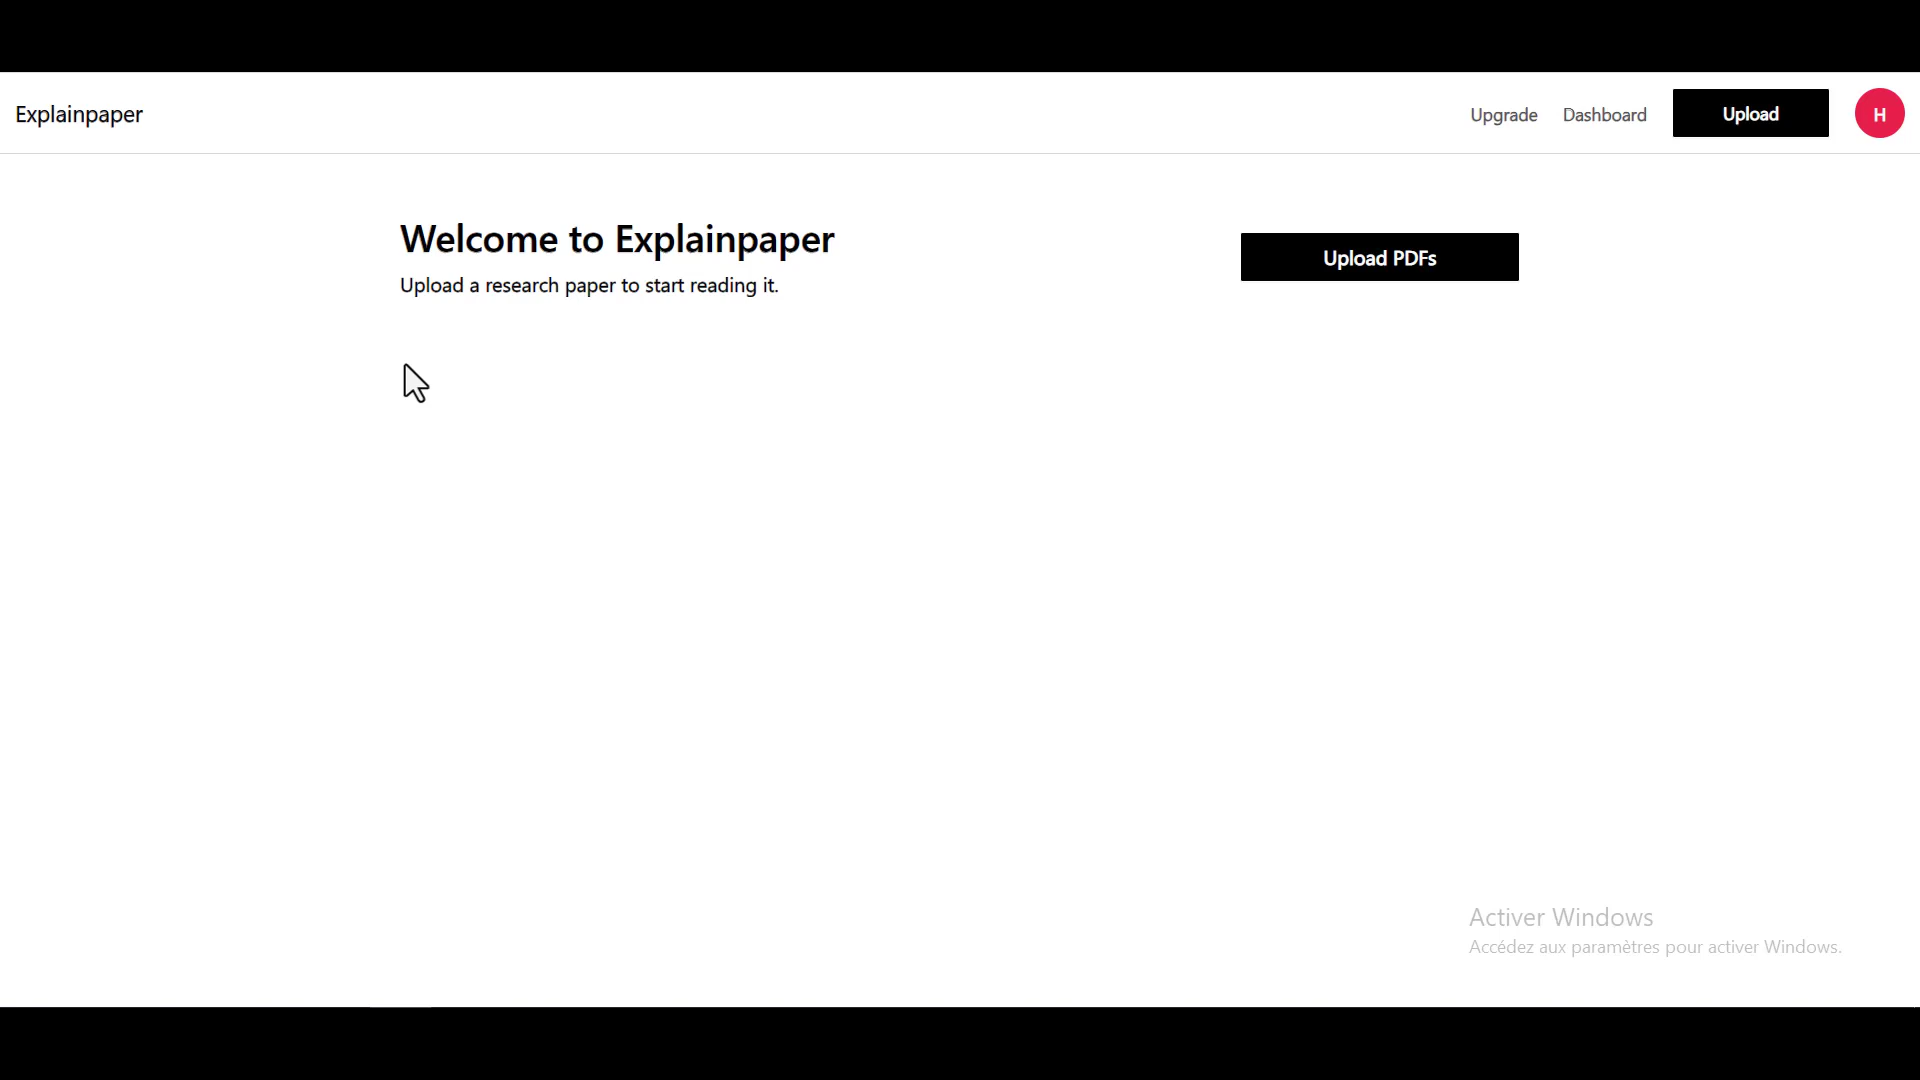 Explainpaper
Upgrade
Dashboard
Upload
H
Welcome to Explainpaper
Upload PDFs
Upload a research paper to start reading it.
Activer Windows
Accédez aux paramètres pour activer Windows.